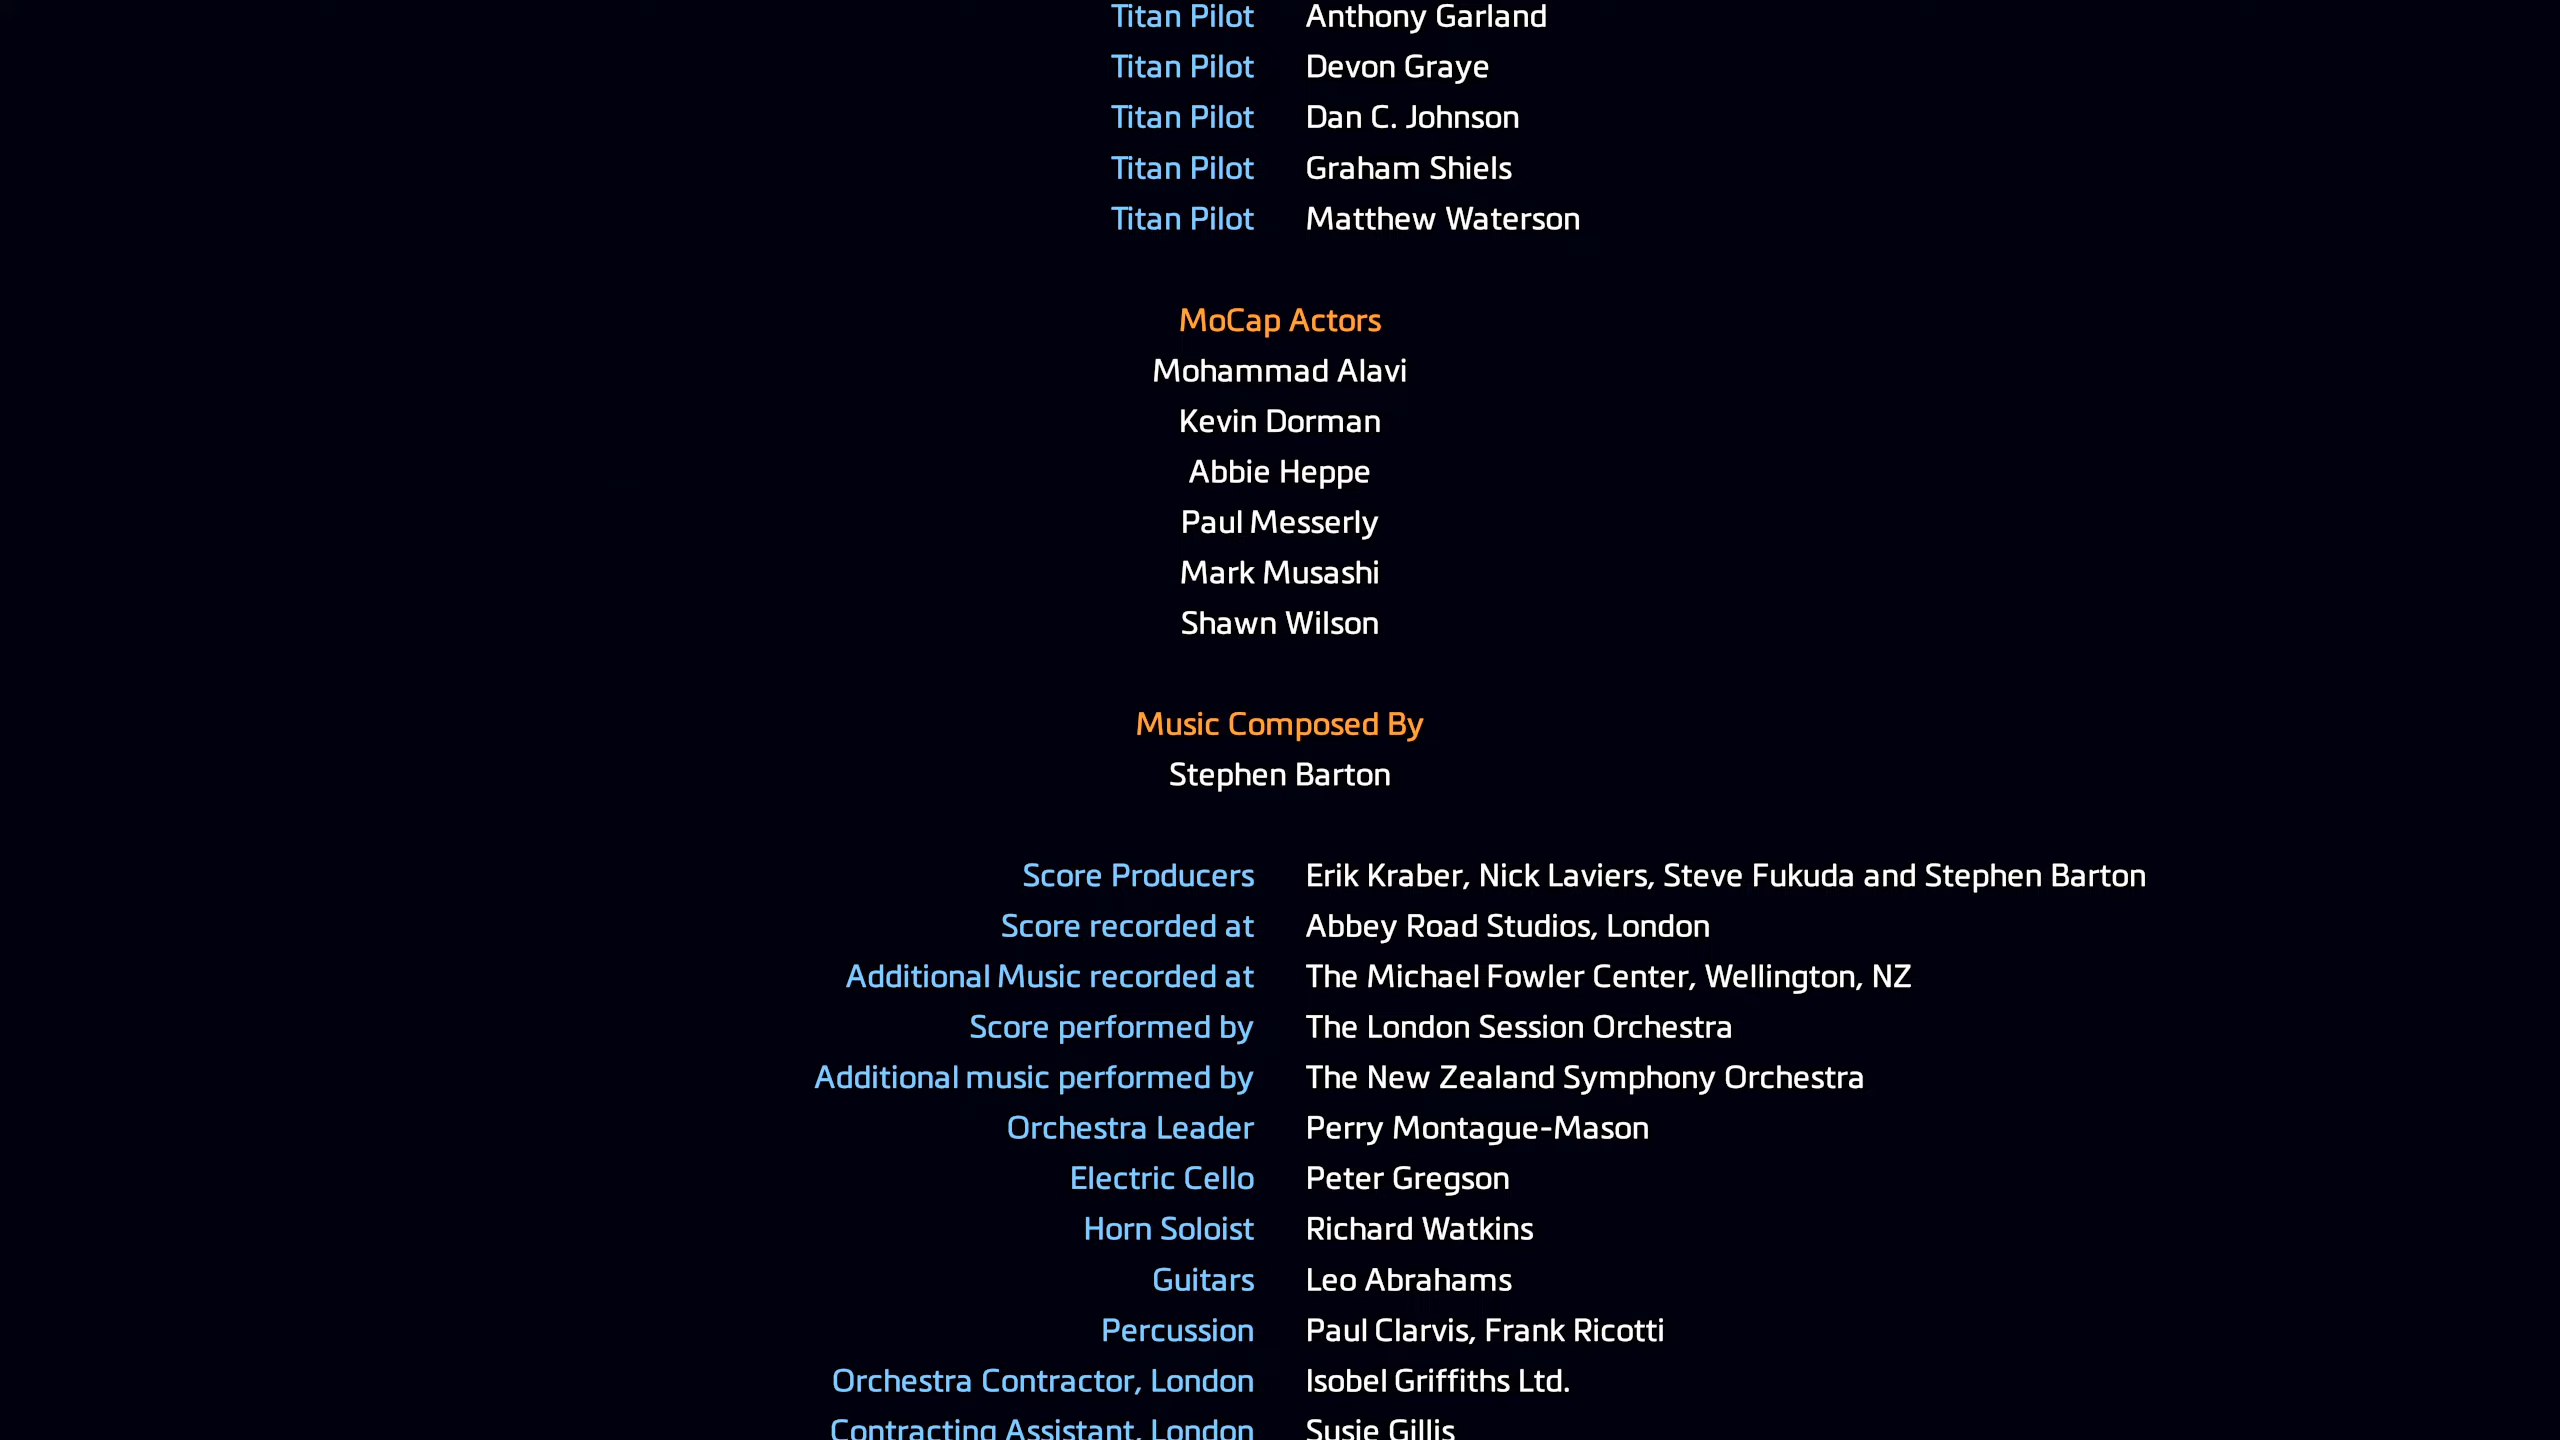 Titan Pilot Anthony Garland
Titan Pilot Devon Graye
Titan Pilot Dan C. Johnson
Titan Pilot Graham Shiels
Titan Pilot Matthew Waterson
MoCap Actors
Mohammad Alavi
Kevin Dorman
Abbie Heppe
Paul Messerly
Mark Musashi
Shawn Wilson
Music Composed By
Stephen Barton
Score Producers Erik Kraber, Nick Laviers, Steve Fukuda and Stephen Barton
Score recorded at Abbey Road Studios, London
Additional Music recorded at The Michael Fowler Center, Wellington, NZ
Score performed by The London Session Orchestra
Additional music performed by The New Zealand Symphony Orchestra
Orchestra Leader Perry Montague-Mason
Electric Cello Peter Gregson
Horn Soloist Richard Watkins
Guitars Leo Abrahams
Percussion Paul Clarvis, Frank Ricotti
Orchestra Contractor, London Isobel Griffiths Ltd.
Contracting Assistant, London Susie Gillis